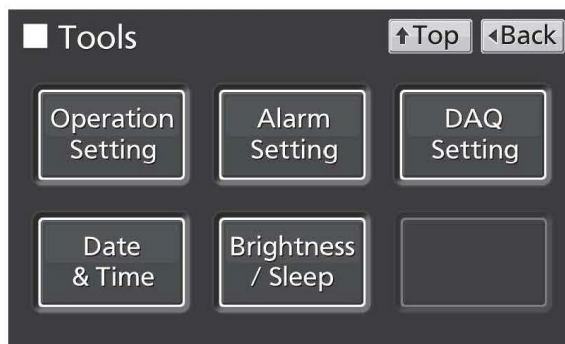 Tools
Top
Back
Operation
Setting
Alarm
Setting
DAQ
Setting
Date
& Time
Brightness
/ Sleep